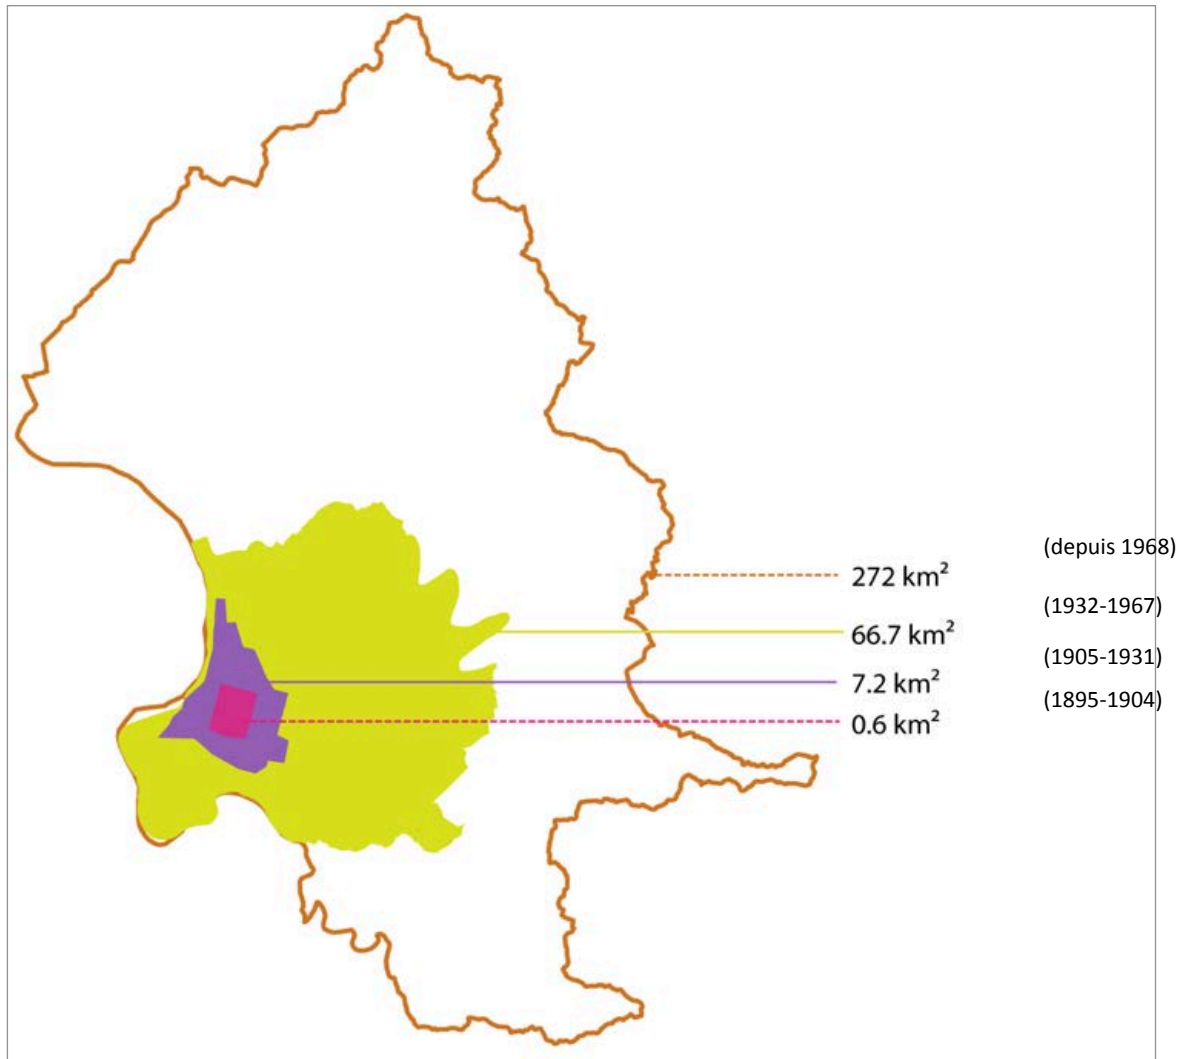 (depuis 1968)
272 km²
(1932-1967)
66.7 km²
(1905-1931)
7.2 km²
(1895-1904)
0.6 km²